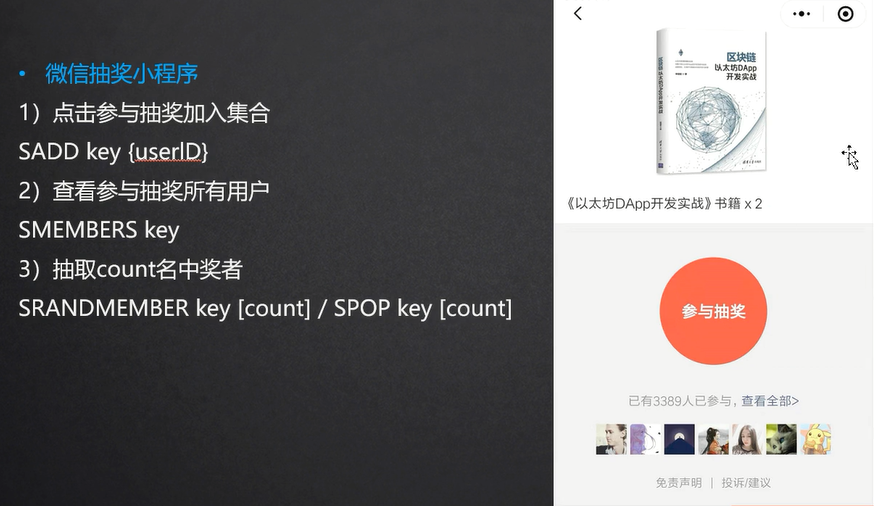 • 微信抽奖小程序
1）点击参与抽奖加入集合
SADD key {userID}
2）查看参与抽奖所有用户
SMEMBERS key
3）抽取count名中奖者
SRANDMEMBER key [count] / SPOP key [count]
区块链
以太坊DApp
开发实战
《以太坊DApp开发实战》书籍 x 2
参与抽奖
已有3389人已参与，查看全部>
免责声明 | 投诉/建议